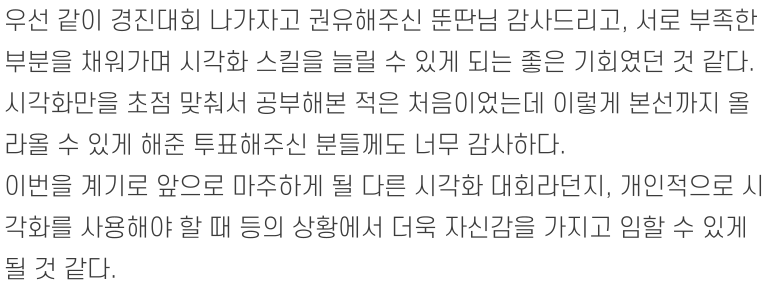 우선 같이 경진대회 나가자고 권유해주신 뚠딴님 감사드리고, 서로 부족한
부분을 채워가며 시각화 스킬을 늘릴 수 있게 되는 좋은 기회였던 것 같다.
시각화만을 초점 맞춰서 공부해본 적은 처음이었는데 이렇게 본선까지 올
라올 수 있게 해준 투표해주신 분들께도 너무 감사하다.
이번을 계기로 앞으로 마주하게 될 다른 시각화 대회라던지, 개인적으로 시
각화를 사용해야 할 때 등의 상황에서 더욱 자신감을 가지고 임할 수 있게
될 것 같다.